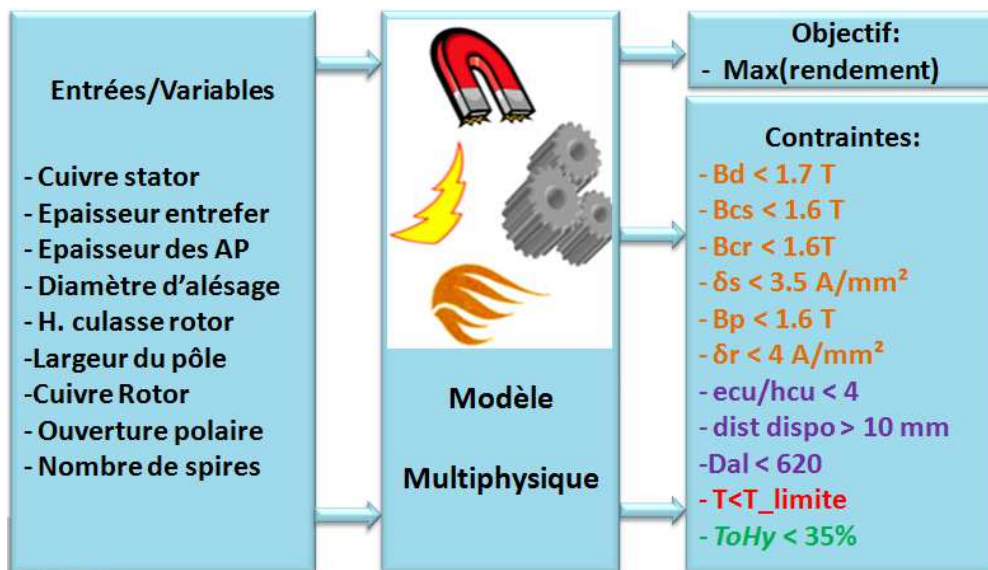 Entrées/Variables
- Cuivre stator
- Epaisseur entrefer
- Epaisseur des AP
- Diamètre d'alésage
- H. culasse rotor
-Largeur du pôle
-Cuivre Rotor
- Ouverture polaire
- Nombre de spires
Modèle
Multiphysique
Objectif:
- Max(rendement)
Contraintes:
- Bd < 1.7 T
- Bcs < 1.6 T
- Bcr < 1.6T
- δs < 3.5 A/mm²
- Bp < 1.6 T
- δr < 4 A/mm²
- ecu/hcu < 4
- dist dispo > 10 mm
-Dal < 620
- T<T_limite
- ToHy < 35%